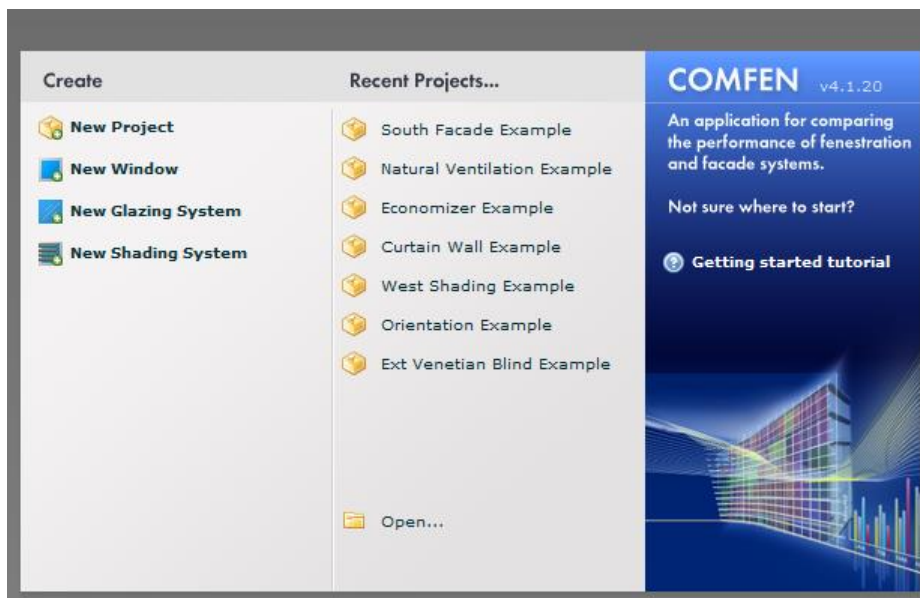 Create
New Project
New Window
New Glazing System
New Shading System
Recent Projects...
South Facade Example
Natural Ventilation Example
Economizer Example
Curtain Wall Example
West Shading Example
Orientation Example
Ext Venetian Blind Example
Open...
COMFEN v4.1.20
An application for comparing
the performance of fenestration
and facade systems.
Not sure where to start?
Getting started tutorial